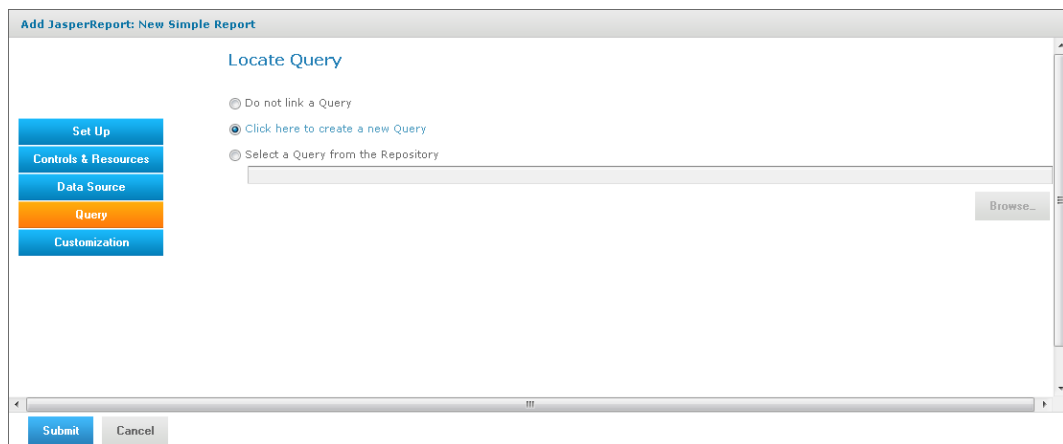 Add JasperReport: New Simple Report
Locate Query
Do not link a Query
Click here to create a new Query
Select a Query from the Repository
Browse...
Set Up
Controls & Resources
Data Source
Query
Customization
Submit
Cancel